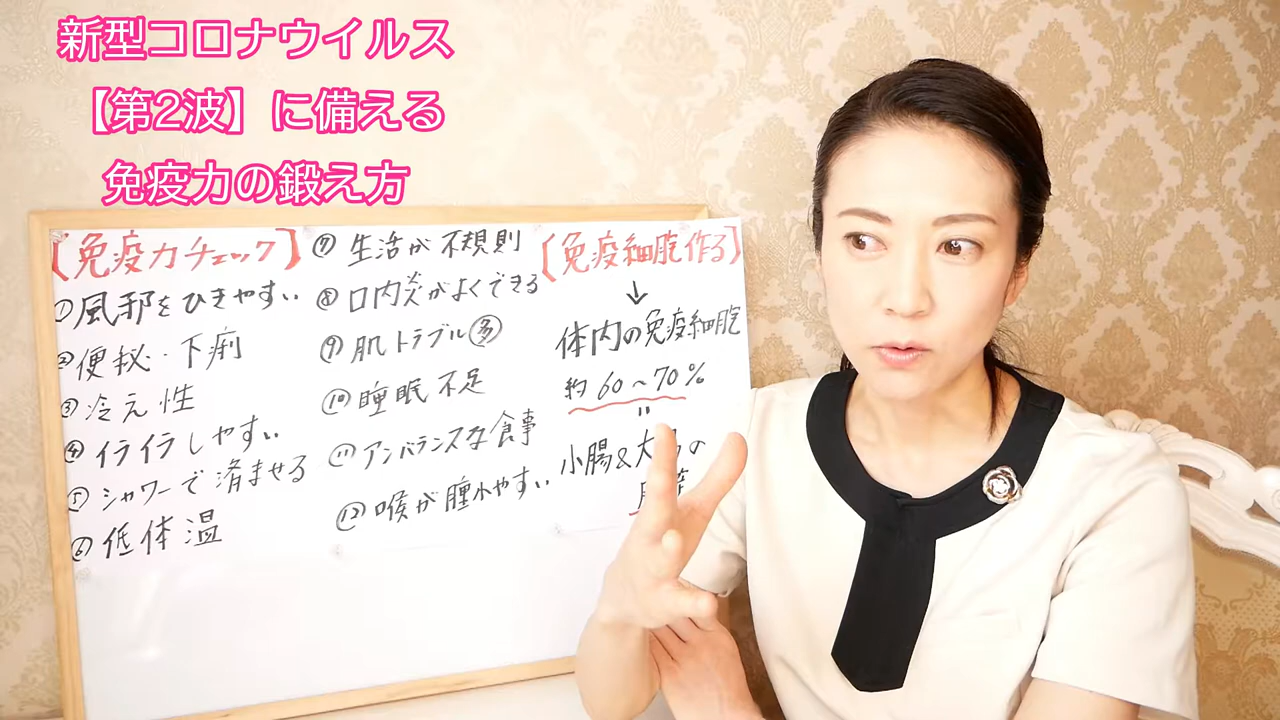 新型コロナウイルス
【第2波】に備える
免疫力の鍛え方
【免疫力チェック】
①風邪をひきやすい
②便秘・下痢
③冷え性
④イライラしやすい
⑤シャワーで済ませる
⑥低体温
⑦生活が不規則
⑧口内炎がよくできる
⑨肌トラブル多
⑩睡眠不足
⑪アンバランスな食事
⑫喉が腫れやすい
【免疫細胞作る】
↓
体内の免疫細胞
約60~70%
=
小腸&大腸の